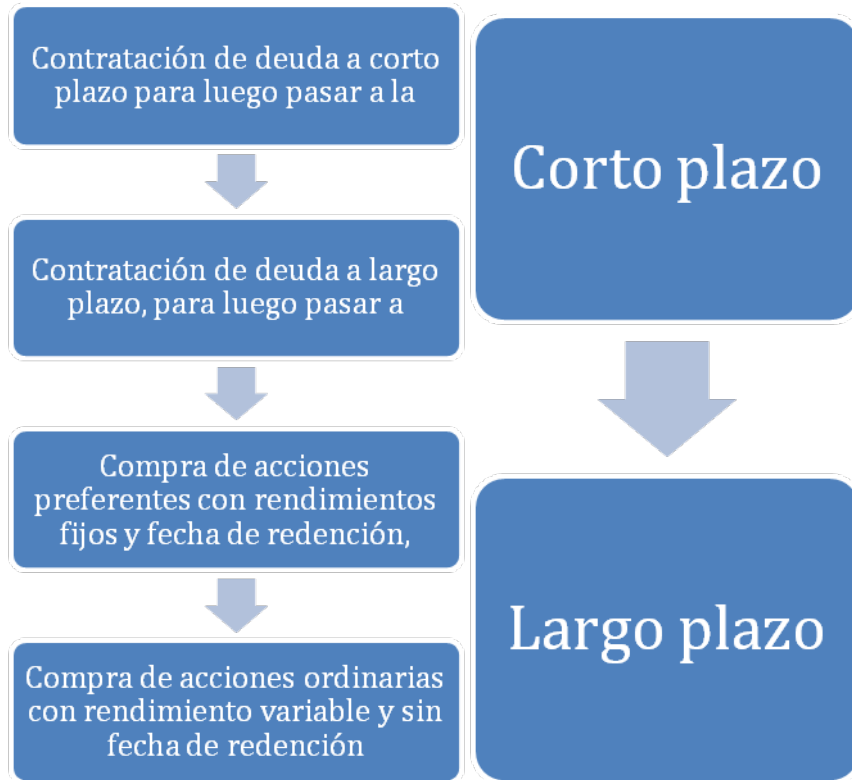 Contratación de deuda a corto
plazo para luego pasar a la
Contratación de deuda a largo
plazo, para luego pasar a
Compra de acciones
preferentes con rendimientos
fijos y fecha de redención,
Compra de acciones ordinarias
con rendimiento variable y sin
fecha de redención
Corto plazo
Largo plazo